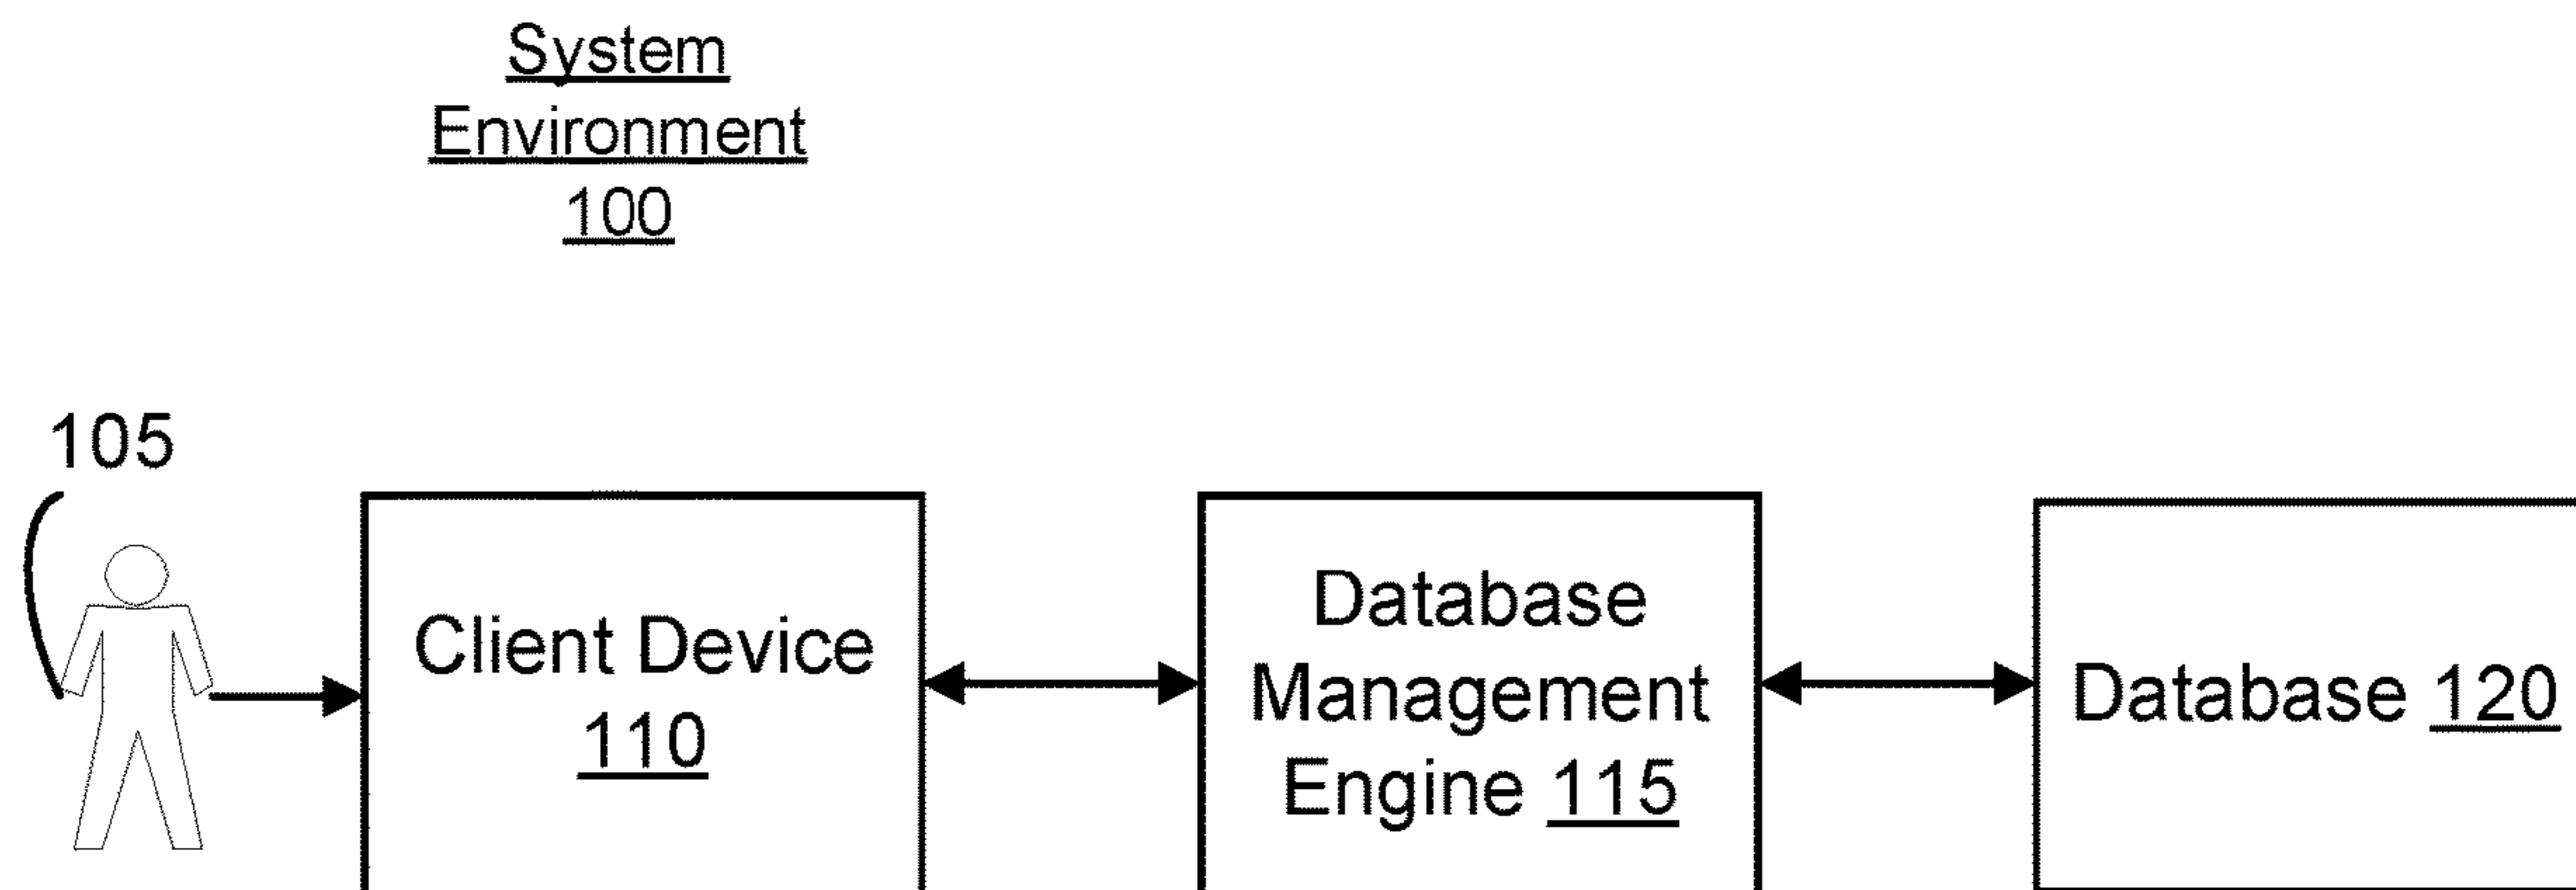 System
Environment
100
105
Client Device
110
Database
Management
Engine 115
Database 120